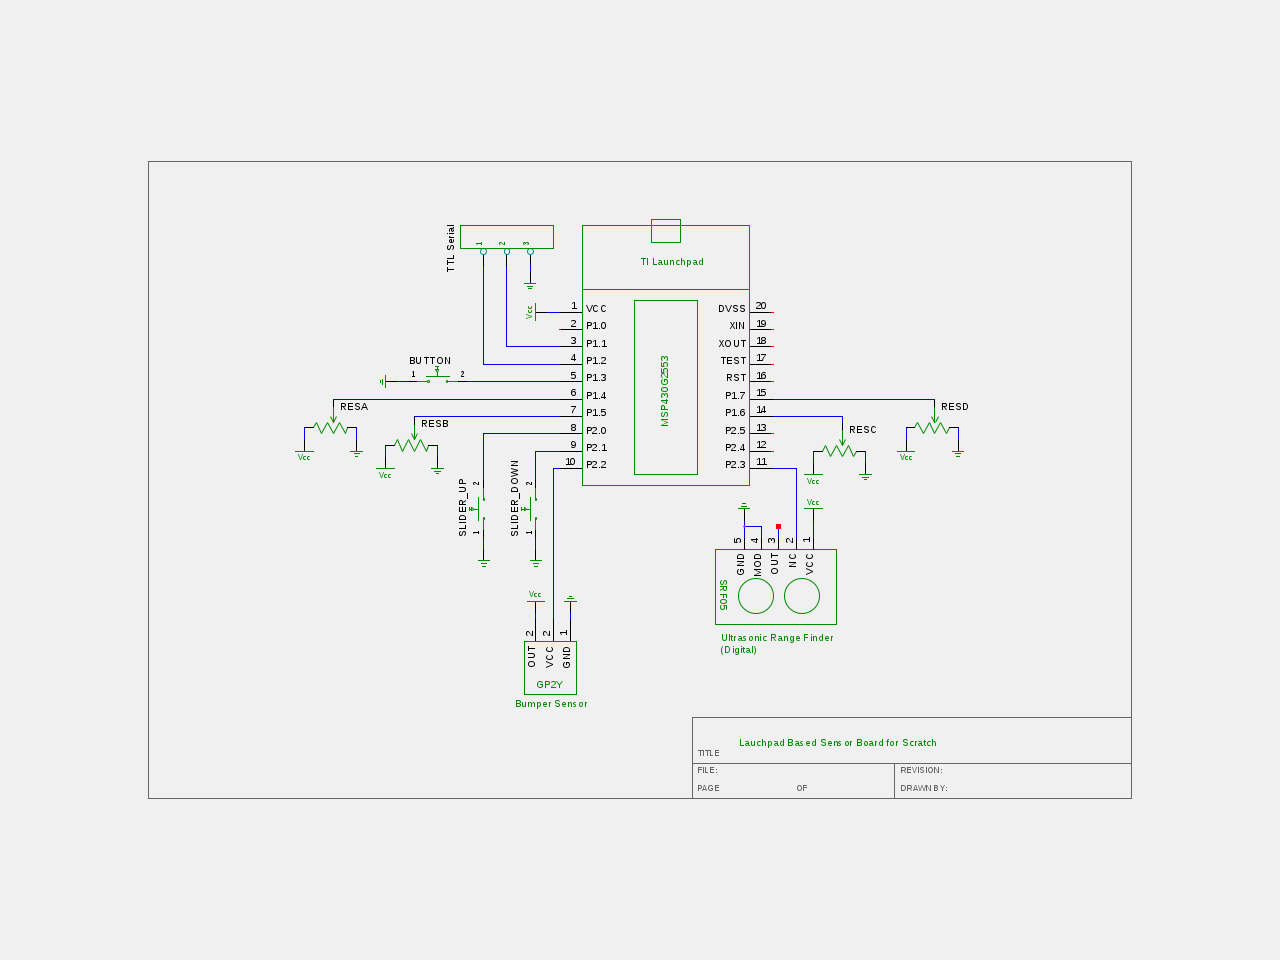 TTL Serial
1 2 3
TI Launchpad
Vcc
1 VCC
2 P1.0
3 P1.1
4 P1.2
5 P1.3
6 P1.4
7 P1.5
8 P2.0
9 P2.1
10 P2.2
MSP430G2553
DVSS 20
XIN 19
XOUT 18
TEST 17
RST 16
P1.7 15
P1.6 14
P2.5 13
P2.4 12
P2.3 11
BUTTON
1 2
RESA
Vcc
RESB
Vcc
RESC
Vcc
RESD
Vcc
SLIDER_UP
2
1
SLIDER_DOWN
2
1
Vcc
5 4 3 2 1
GND MOD OUT NC VCC
SRF05
Ultrasonic Range Finder
(Digital)
Vcc
2 2 1
OUT VCC GND
GP2Y
Bumper Sensor
Lauchpad Based Sensor Board for Scratch
TITLE
FILE:
REVISION:
PAGE OF
DRAWN BY: